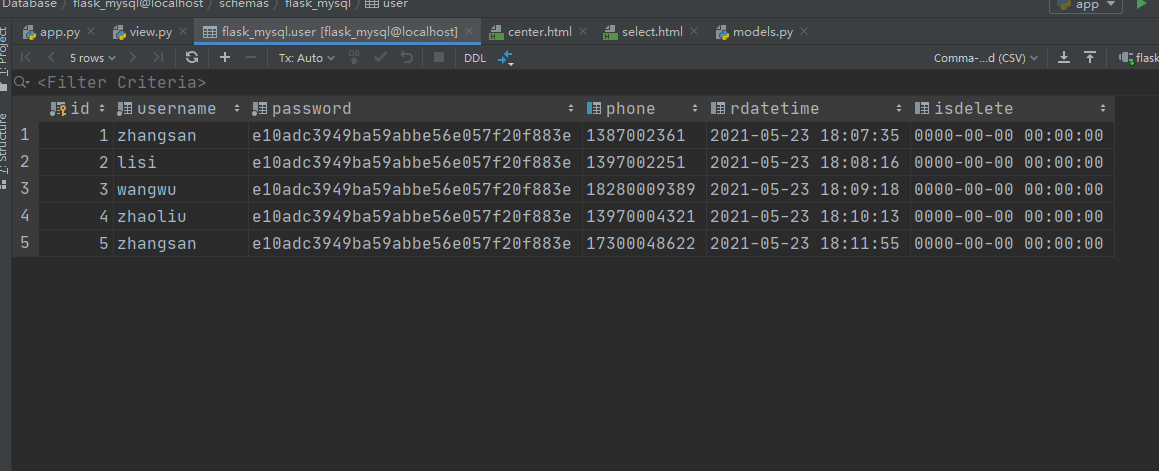 Database flask_mysql@localhost schemas flask_mysql user app
app.py view.py flask_mysql.user [flask_mysql@localhost] center.html select.html models.py
5 rows Tx: Auto DB DDL Comma-...d (CSV) flask
<Filter Criteria>
id username password phone rdatetime isdelete
1 1 zhangsan e10adc3949ba59abbe56e057f20f883e 1387002361 2021-05-23 18:07:35 0000-00-00 00:00:00
2 2 lisi e10adc3949ba59abbe56e057f20f883e 1397002251 2021-05-23 18:08:16 0000-00-00 00:00:00
3 3 wangwu e10adc3949ba59abbe56e057f20f883e 18280009389 2021-05-23 18:09:18 0000-00-00 00:00:00
4 4 zhaoliu e10adc3949ba59abbe56e057f20f883e 13970004321 2021-05-23 18:10:13 0000-00-00 00:00:00
5 5 zhangsan e10adc3949ba59abbe56e057f20f883e 17300048622 2021-05-23 18:11:55 0000-00-00 00:00:00
1: Project
7: Structure